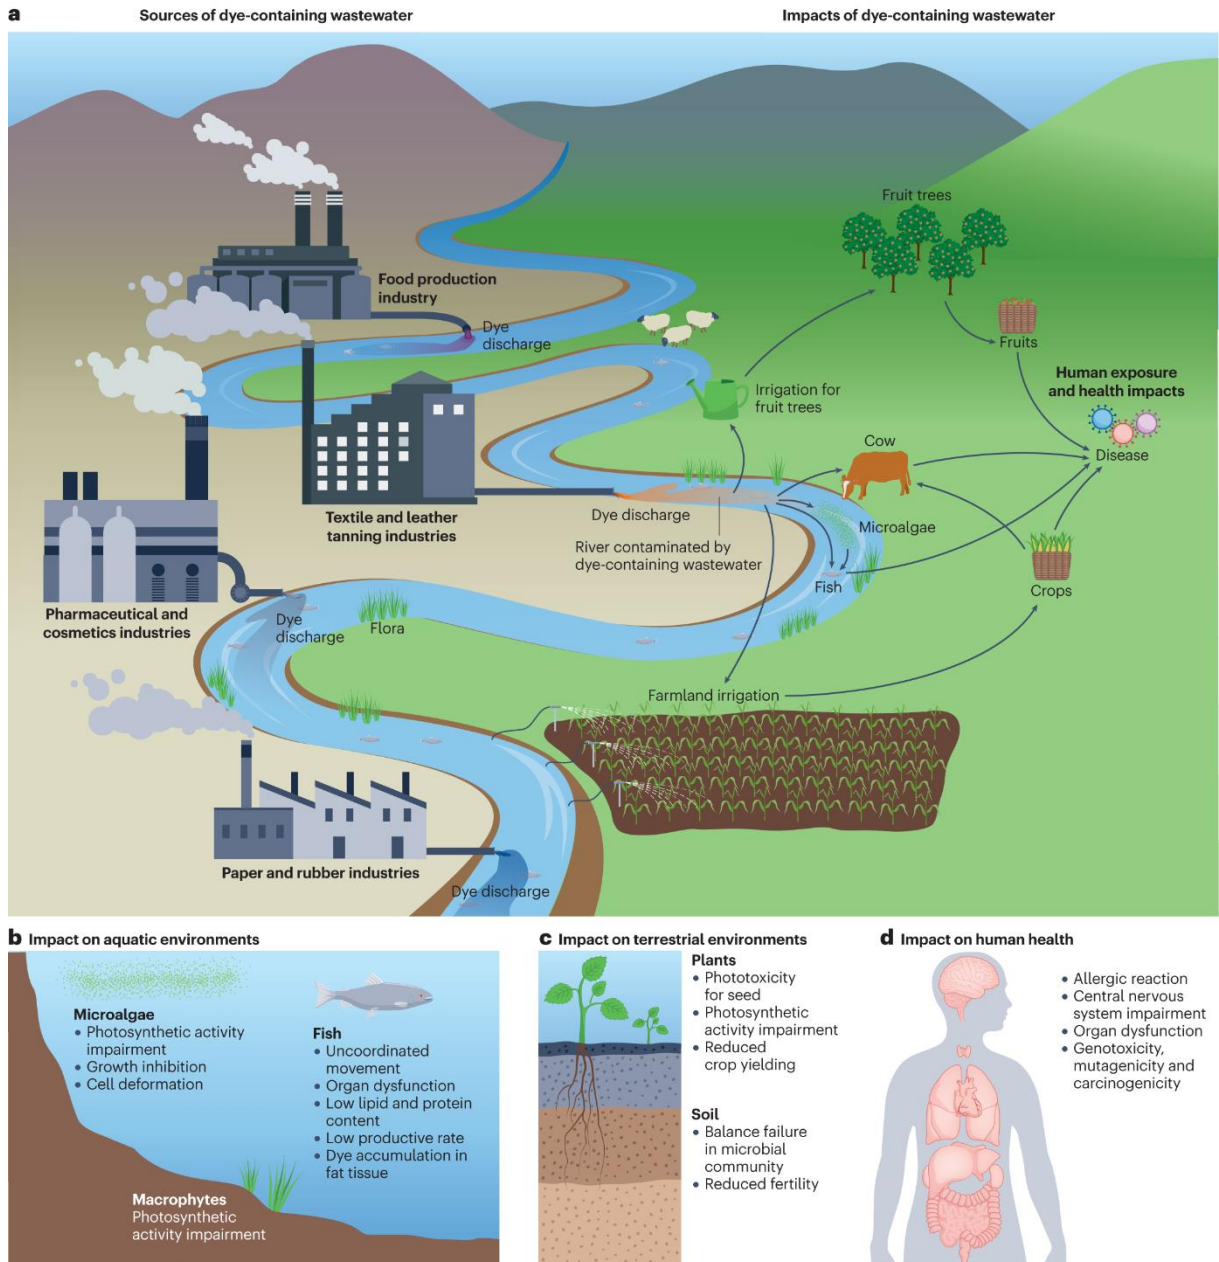 a
Sources of dye-containing wastewater
Impacts of dye-containing wastewater
Fruit trees
Food production
industry
Dye
discharge
Fruits
Human exposure
and health impacts
Irrigation for
fruit trees
Cow
Disease
Textile and leather
tanning industries
Dye discharge
Microalgae
River contaminated by
dye-containing wastewater
Fish
Crops
Pharmaceutical and
cosmetics industries
Dye
discharge
Flora
Farmland irrigation
Paper and rubber industries
Dye discharge
b Impact on aquatic environments
Microalgae
• Photosynthetic activity
impairment
• Growth inhibition
• Cell deformation
Fish
• Uncoordinated
movement
• Organ dysfunction
• Low lipid and protein
content
• Low productive rate
• Dye accumulation in
fat tissue
Macrophytes
Photosynthetic
activity impairment
c Impact on terrestrial environments
Plants
• Phototoxicity
for seed
• Photosynthetic
activity impairment
• Reduced
crop yielding
Soil
• Balance failure
in microbial
community
• Reduced fertility
d Impact on human health
• Allergic reaction
• Central nervous
system impairment
• Organ dysfunction
• Genotoxicity,
mutagenicity and
carcinogenicity